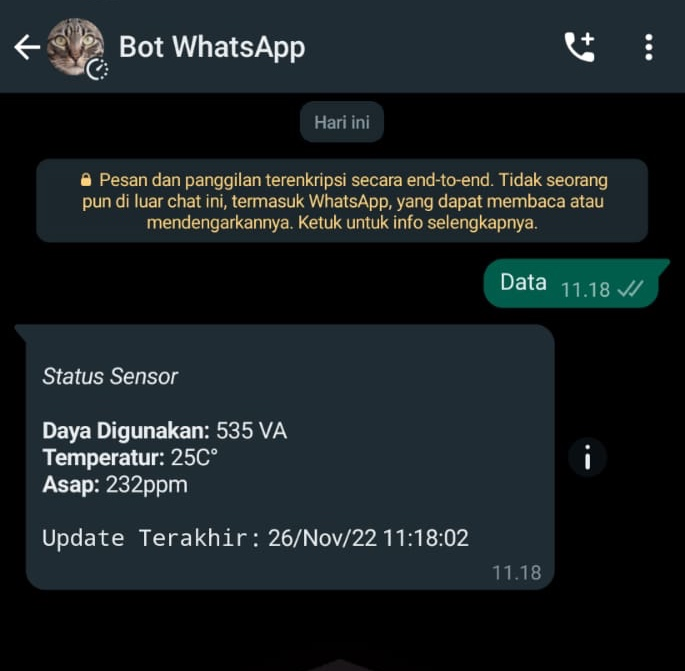 Bot WhatsApp
Hari ini
Pesan dan panggilan terenkripsi secara end-to-end. Tidak seorang
pun di luar chat ini, termasuk WhatsApp, yang dapat membaca atau
mendengarkannya. Ketuk untuk info selengkapnya.
Data 11.18
Status Sensor
Daya Digunakan: 535 VA
Temperatur: 25C°
Asap: 232ppm
Update Terakhir: 26/Nov/22 11:18:02
11.18